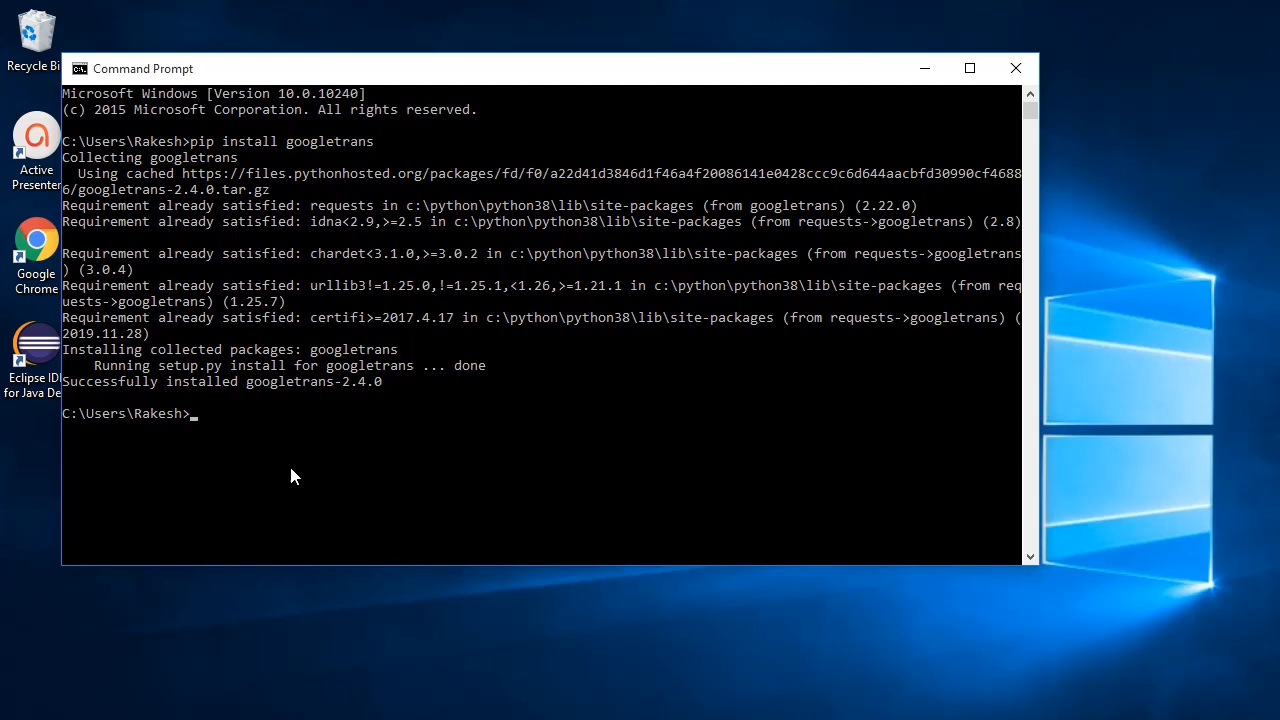 Recycle Bi
Active
Presenter
Google
Chrome
Eclipse IDE
for Java De
Command Prompt
Microsoft Windows [Version 10.0.10240]
(c) 2015 Microsoft Corporation. All rights reserved.
C:\Users\Rakesh>pip install googletrans
Collecting googletrans
Using cached https://files.pythonhosted.org/packages/fd/f0/a22d41d3846d1f46a4f20086141e0428ccc9c6d644aacbfd30990cf4688
6/googletrans-2.4.0.tar.gz
Requirement already satisfied: requests in c:\python\python38\lib\site-packages (from googletrans) (2.22.0)
Requirement already satisfied: idna<2.9,>=2.5 in c:\python\python38\lib\site-packages (from requests->googletrans) (2.8)
Requirement already satisfied: chardet<3.1.0,>=3.0.2 in c:\python\python38\lib\site-packages (from requests->googletrans
) (3.0.4)
Requirement already satisfied: urllib3!=1.25.0,!=1.25.1,<1.26,>=1.21.1 in c:\python\python38\lib\site-packages (from req
uests->googletrans) (1.25.7)
Requirement already satisfied: certifi>=2017.4.17 in c:\python\python38\lib\site-packages (from requests->googletrans) (
2019.11.28)
Installing collected packages: googletrans
Running setup.py install for googletrans ... done
Successfully installed googletrans-2.4.0
C:\Users\Rakesh>